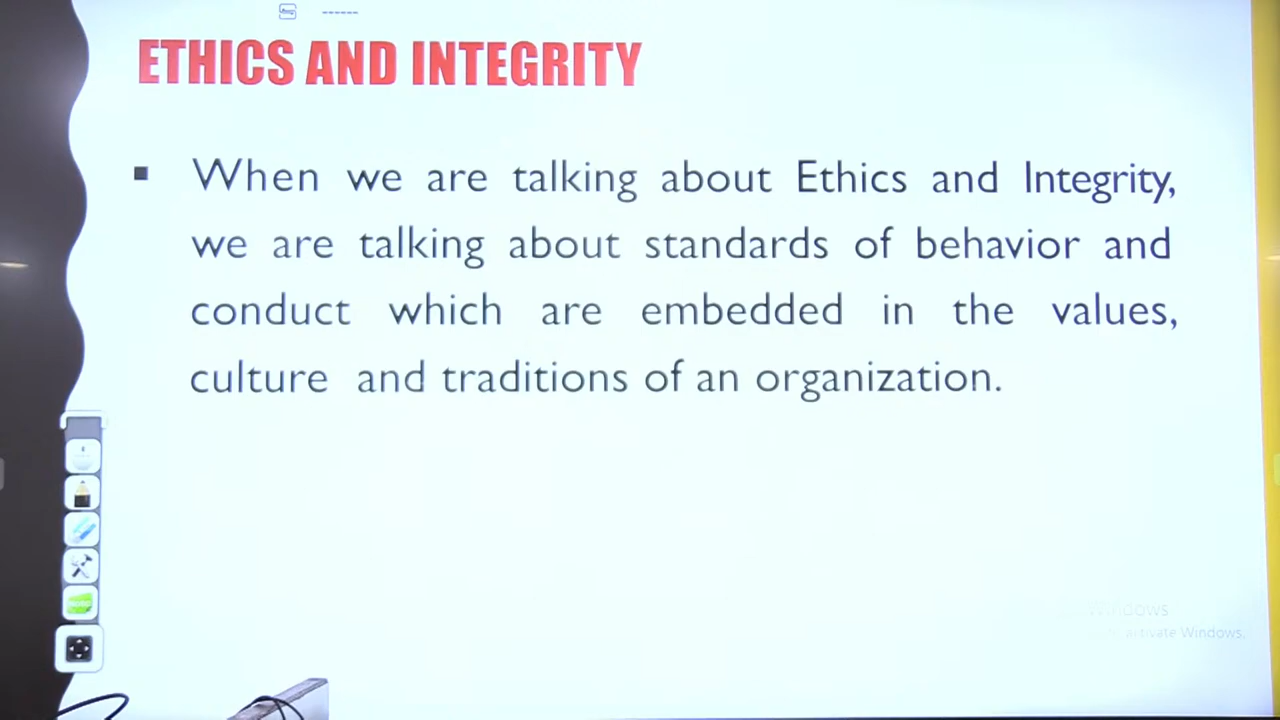 ETHICS AND INTEGRITY
▪ When we are talking about Ethics and Integrity,
we are talking about standards of behavior and
conduct which are embedded in the values,
culture and traditions of an organization.
Windows
activate Windows.